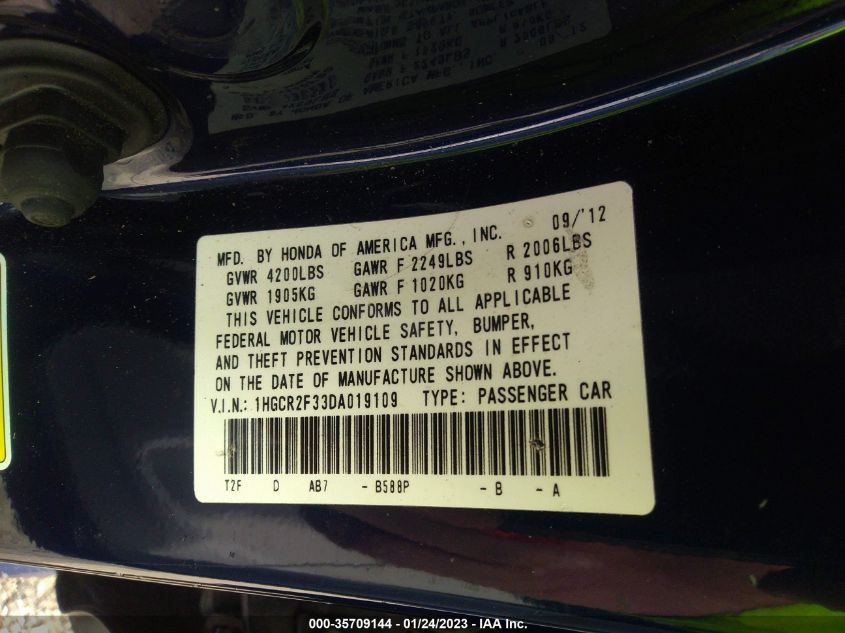 MFD. BY HONDA OF AMERICA MFG., INC. 09/'12
GVWR 4200LBS GAWR F 2249LBS R 2006LBS
GVWR 1905KG GAWR F 1020KG R 910KG
THIS VEHICLE CONFORMS TO ALL APPLICABLE
FEDERAL MOTOR VEHICLE SAFETY, BUMPER,
AND THEFT PREVENTION STANDARDS IN EFFECT
ON THE DATE OF MANUFACTURE SHOWN ABOVE.
V.I.N.: 1HGCR2F33DA019109 TYPE: PASSENGER CAR
T2F D AB7 - B588P - B - A
000-35709144 - 01/24/2023 - IAA Inc.